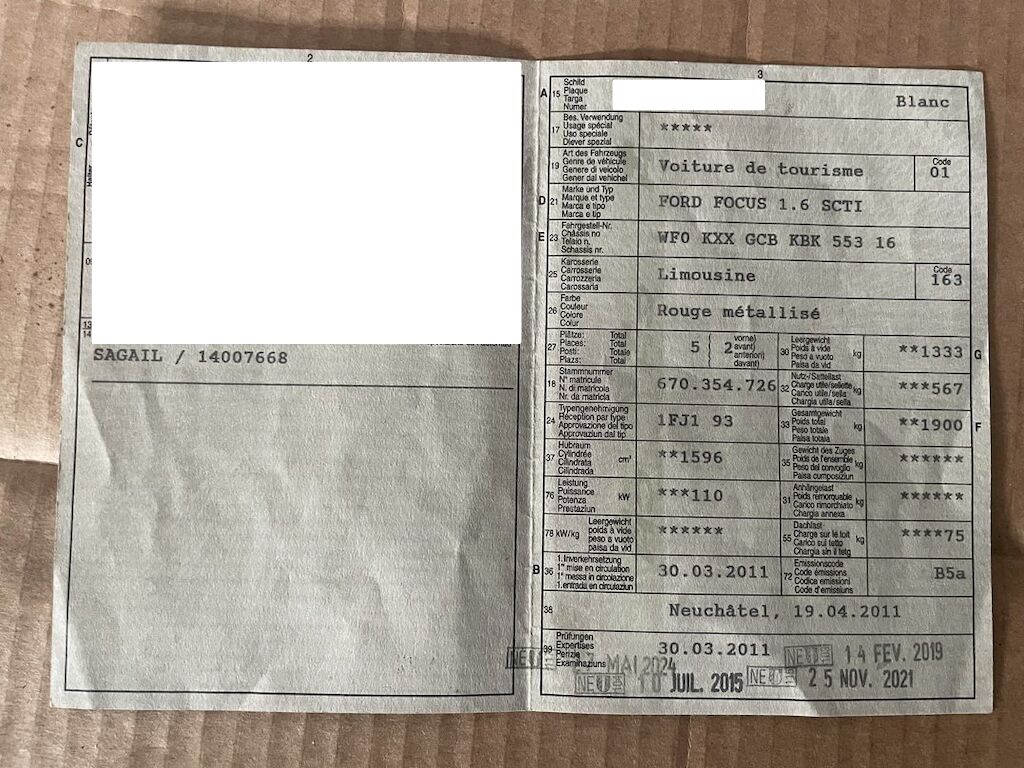 2
C
13
14
SAGAIL / 14007668
3
A 15 Schild
Plaque
Targa
Numer
Blanc
17 Bes. Verwendung
Usage spécial
Uso speciale
Diever spezial
*****
19 Art des Fahrzeugs
Genre de véhicule
Genere di veicolo
Gener dal vehichel
Voiture de tourisme
Code
01
D 21 Marke und Typ
Marque et type
Marca e tipo
Marca e tip
FORD FOCUS 1.6 SCTI
E 23 Fahrgestell-Nr.
Châssis no
Telaio n.
Schassis nr.
WF0 KXX GCB KBK 553 16
25 Karosserie
Carrosserie
Carrozzeria
Carossaria
Limousine
Code
163
26 Farbe
Couleur
Colore
Colur
Rouge métallisé
27 Plätze: Total
Places: Total
Posti: Totale
Plazs: Total
5
2
vorne)
avant)
anteriori)
davant)
30 Leergewicht
Poids à vide
Peso a vuoto
Paisa da vid
kg
**1333
G
18 Stammnummer
N° matricule
N. di matricola
Nr. da matricla
670.354.726
32 Nutz-/Sattellast
Charge utile/sellette
Carico utile/sella
Chargia utila/sella
kg
***567
24 Typengenehmigung
Réception par type
Approvazione del tipo
Approvaziun dal tip
1FJ1 93
33 Gesamtgewicht
Poids total
Peso totale
Paisa totala
kg
**1900
F
37 Hubraum
Cylindrée
Cilindrata
Cilindrada
cm³
**1596
35 Gewicht des Zuges
Poids de l'ensemble
Peso del convoglio
Paisa cumposiziun
kg
******
76 Leistung
Puissance
Potenza
Prestaziun
kW
***110
31 Anhängelast
Poids remorquable
Carico rimorchiato
Chargia annexa
kg
******
78 kW/kg Leergewicht
poids à vide
peso a vuoto
paisa da vid
******
55 Dachlast
Charge sur le toit
Carico sul tetto
Chargia sin il tetg
kg
****75
B 36 1. Inverkehrsetzung
1re mise en circulation
1a messa in circolazione
1. entrada en circulaziun
30.03.2011
72 Emissionscode
Code émissions
Codice emissioni
Code d'emissiuns
B5a
38
Neuchâtel, 19.04.2011
39 Prüfungen
Expertises
Perizie
Examinaziuns
30.03.2011
NEU 14 FEV. 2019
NEU MAI 2024
NEU 10 JUIL. 2015
NEU 25 NOV. 2021